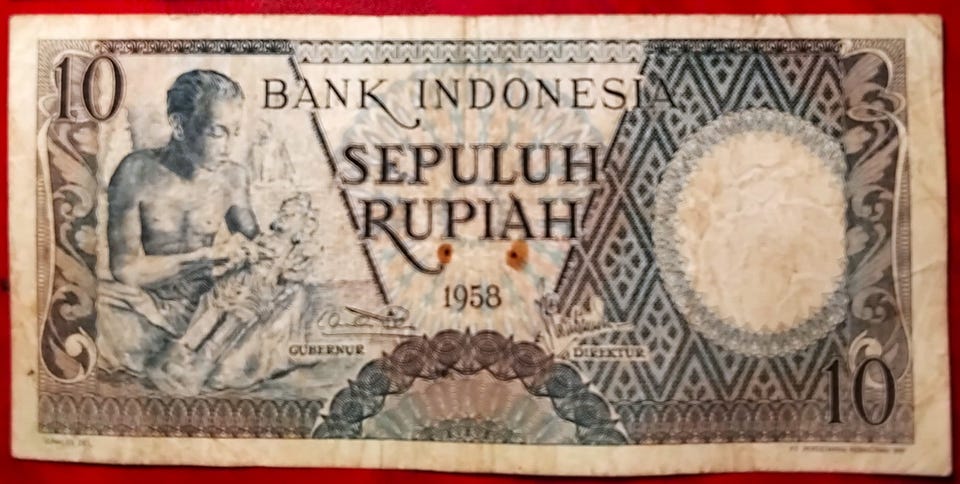 10
BANK INDONESIA
SEPULUH
RUPIAH
1958
GUBERNUR
DIREKTUR
10